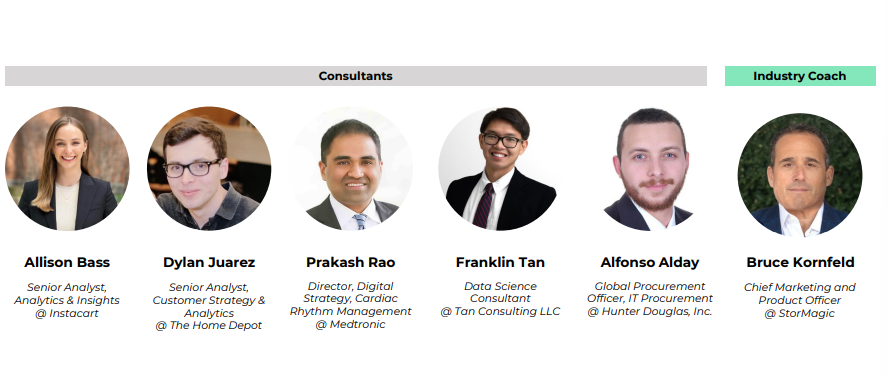 Consultants
Industry Coach
Allison Bass
Senior Analyst,
Analytics & Insights
@ Instacart
Dylan Juarez
Senior Analyst,
Customer Strategy &
Analytics
@ The Home Depot
Prakash Rao
Director, Digital
Strategy, Cardiac
Rhythm Management
@ Medtronic
Franklin Tan
Data Science
Consultant
@ Tan Consulting LLC
Alfonso Alday
Global Procurement
Officer, IT Procurement
@ Hunter Douglas, Inc.
Bruce Kornfeld
Chief Marketing and
Product Officer
@ StorMagic